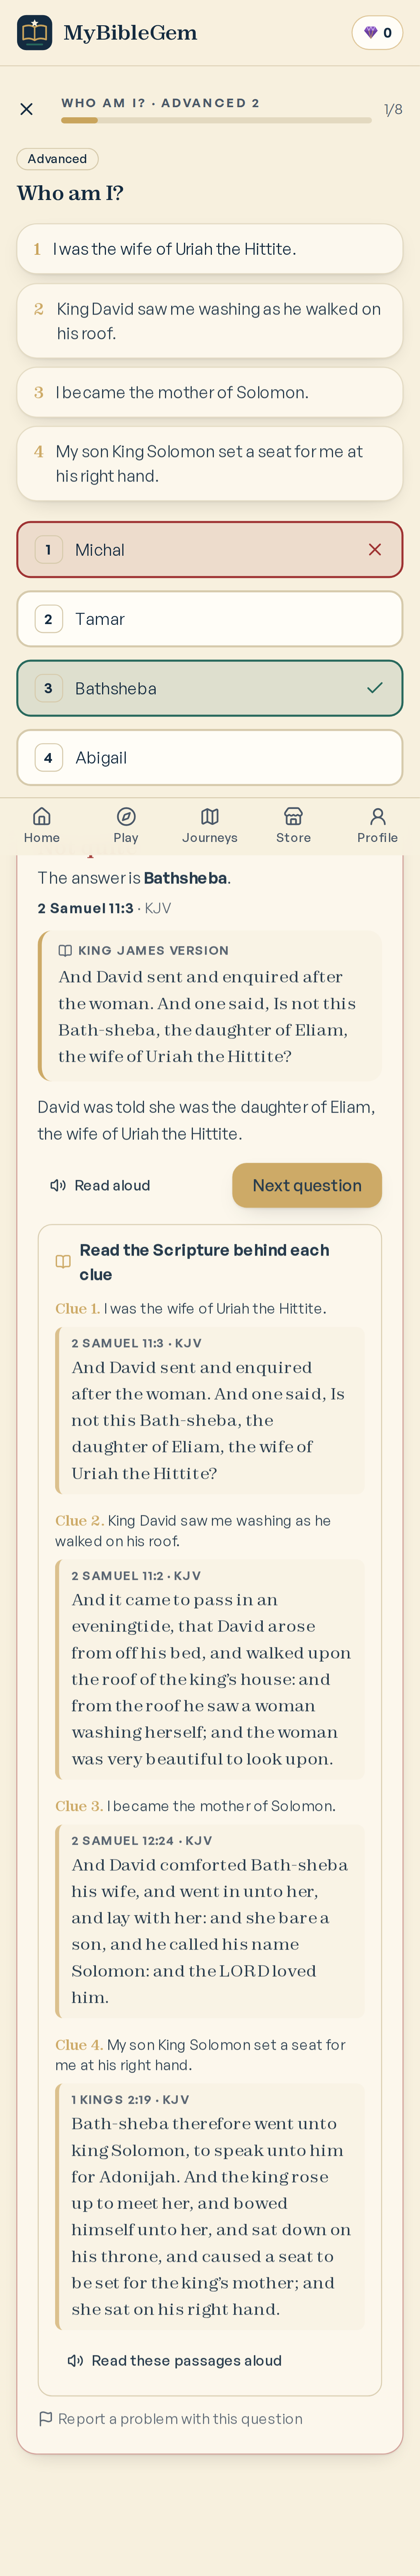 MyBibleGem
0
WHO AM I? · ADVANCED 2
1/8
Advanced
Who am I?
1 I was the wife of Uriah the Hittite.
2 King David saw me washing as he walked on
his roof.
3 I became the mother of Solomon.
4 My son King Solomon set a seat for me at
his right hand.
1 Michal
2 Tamar
3 Bathsheba
4 Abigail
Home Play Journeys Store Profile
The answer is Bathsheba.
2 Samuel 11:3 · KJV
KING JAMES VERSION
And David sent and enquired after
the woman. And one said, Is not this
Bath-sheba, the daughter of Eliam,
the wife of Uriah the Hittite?
David was told she was the daughter of Eliam,
the wife of Uriah the Hittite.
Read aloud
Next question
Read the Scripture behind each
clue
Clue 1. I was the wife of Uriah the Hittite.
2 SAMUEL 11:3 · KJV
And David sent and enquired
after the woman. And one said, Is
not this Bath-sheba, the
daughter of Eliam, the wife of
Uriah the Hittite?
Clue 2. King David saw me washing as he
walked on his roof.
2 SAMUEL 11:2 · KJV
And it came to pass in an
eveningtide, that David arose
from off his bed, and walked upon
the roof of the king's house: and
from the roof he saw a woman
washing herself; and the woman
was very beautiful to look upon.
Clue 3. I became the mother of Solomon.
2 SAMUEL 12:24 · KJV
And David comforted Bath-sheba
his wife, and went in unto her,
and lay with her: and she bare a
son, and he called his name
Solomon: and the LORD loved
him.
Clue 4. My son King Solomon set a seat for
me at his right hand.
1 KINGS 2:19 · KJV
Bath-sheba therefore went unto
king Solomon, to speak unto him
for Adonijah. And the king rose
up to meet her, and bowed
himself unto her, and sat down on
his throne, and caused a seat to
be set for the king's mother; and
she sat on his right hand.
Read these passages aloud
Report a problem with this question